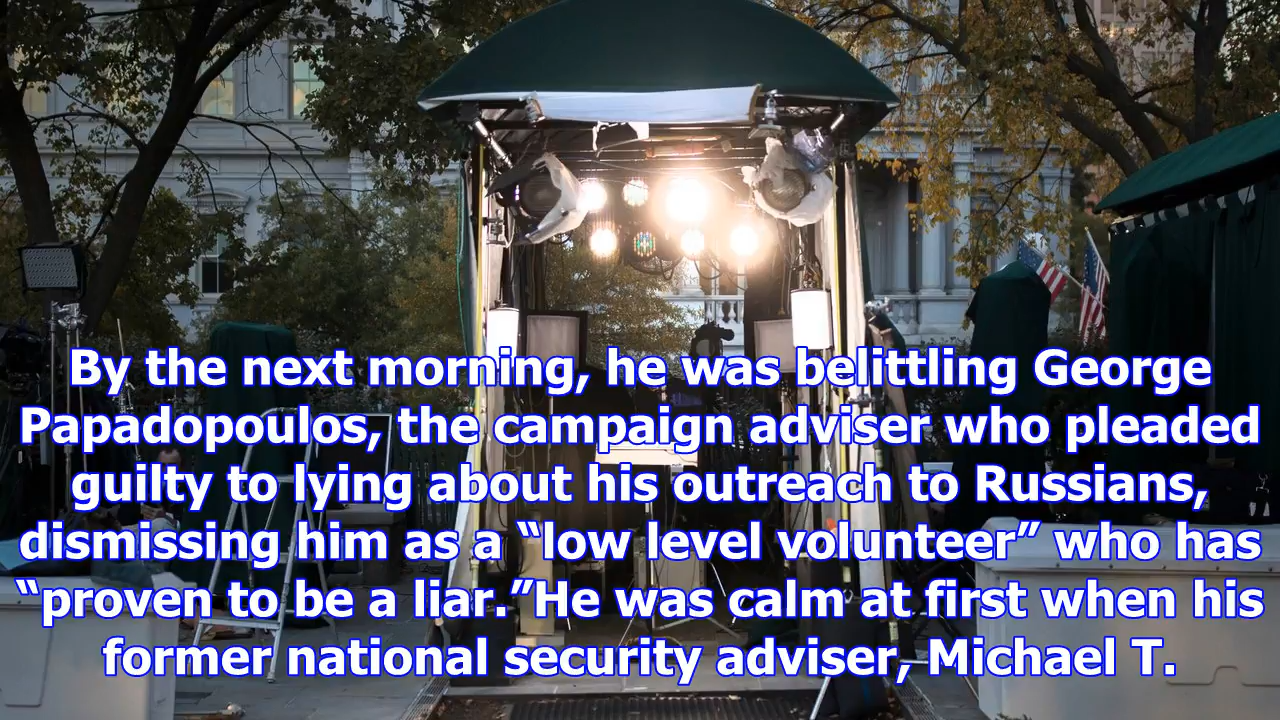 By the next morning, he was belittling George
Papadopoulos, the campaign adviser who pleaded
guilty to lying about his outreach to Russians,
dismissing him as a “low level volunteer” who has
“proven to be a liar.”He was calm at first when his
former national security adviser, Michael T.